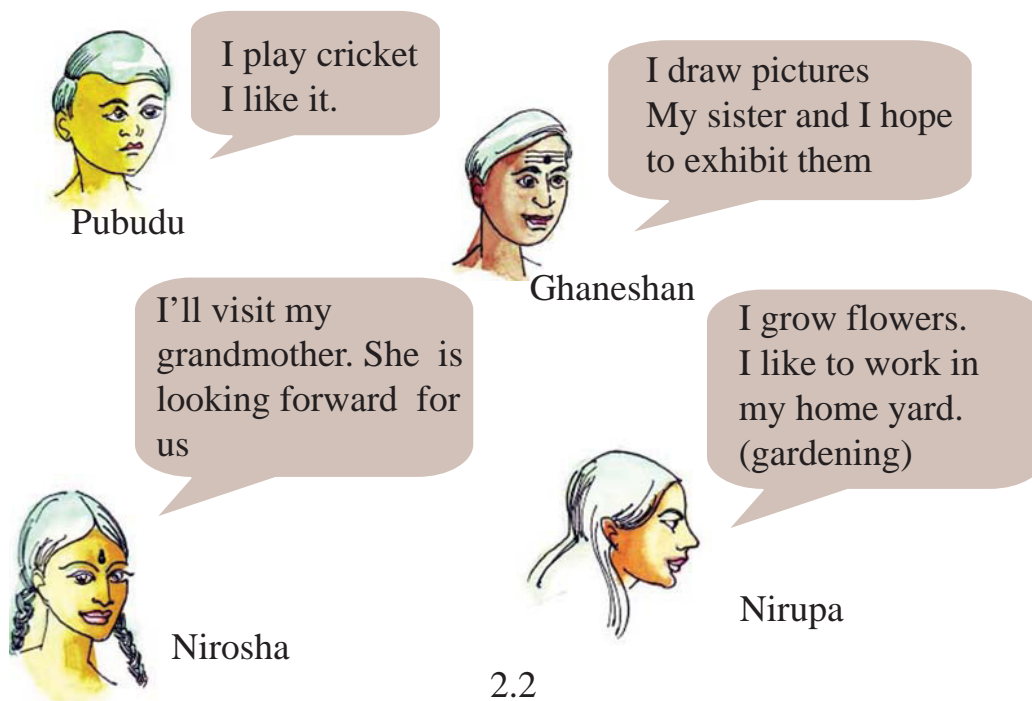 I play cricket
I like it.
Pubudu
I draw pictures
My sister and I hope
to exhibit them
Ghaneshan
I'll visit my
grandmother. She is
looking forward for
us
Nirosha
I grow flowers.
I like to work in
my home yard.
(gardening)
Nirupa
2.2